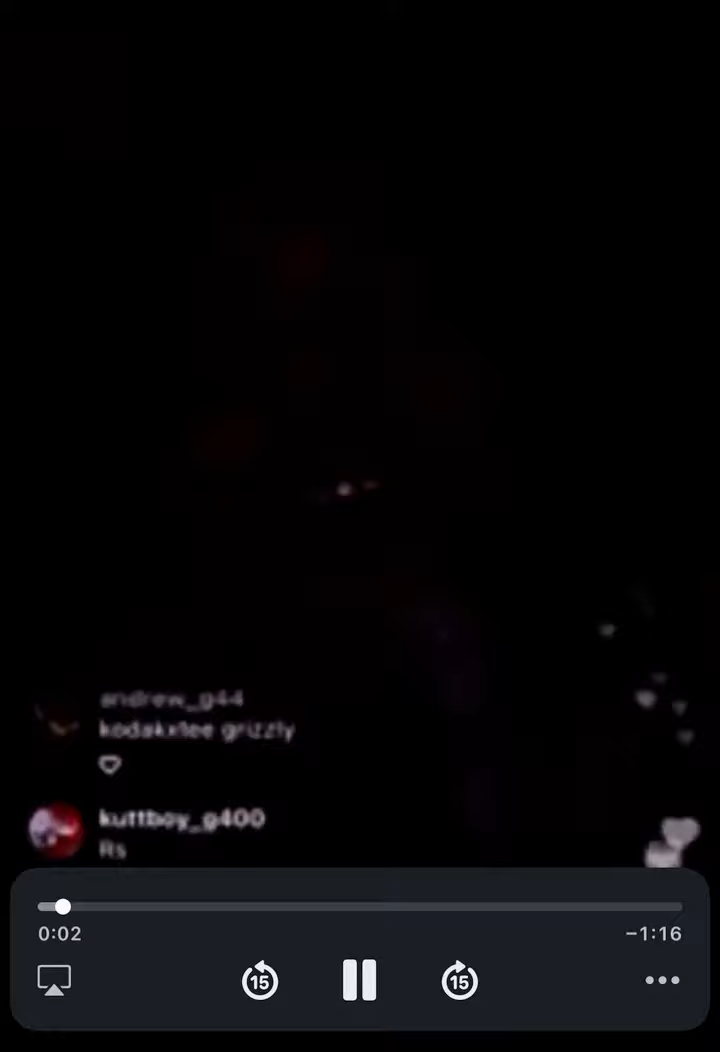 andrew_g44
kodakxtee grizzly
kuttboy_g400
Rs
0:02
−1:16
15
15